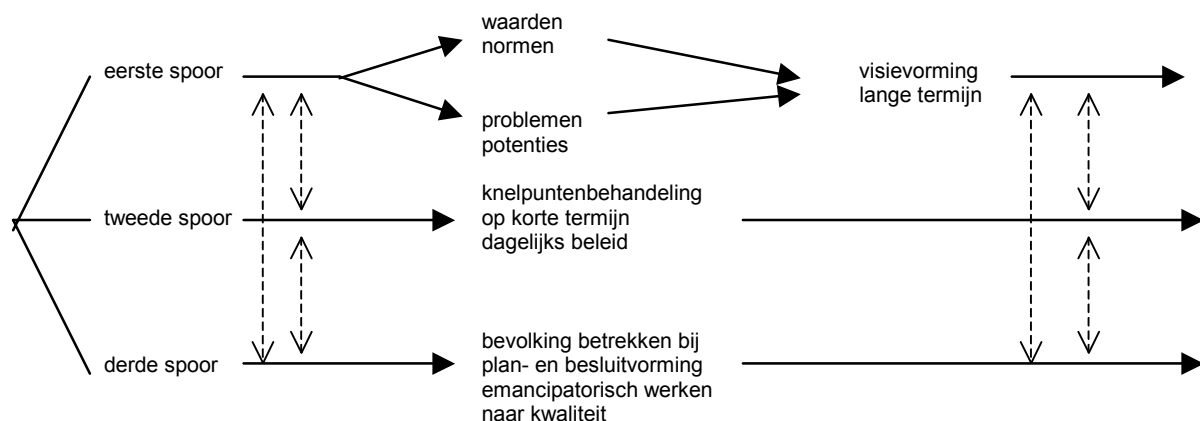 eerste spoor
waarden
normen
problemen
potenties
visievorming
lange termijn
tweede spoor
knelpuntenbehandeling
op korte termijn
dagelijks beleid
derde spoor
bevolking betrekken bij
plan- en besluitvorming
emancipatorisch werken
naar kwaliteit